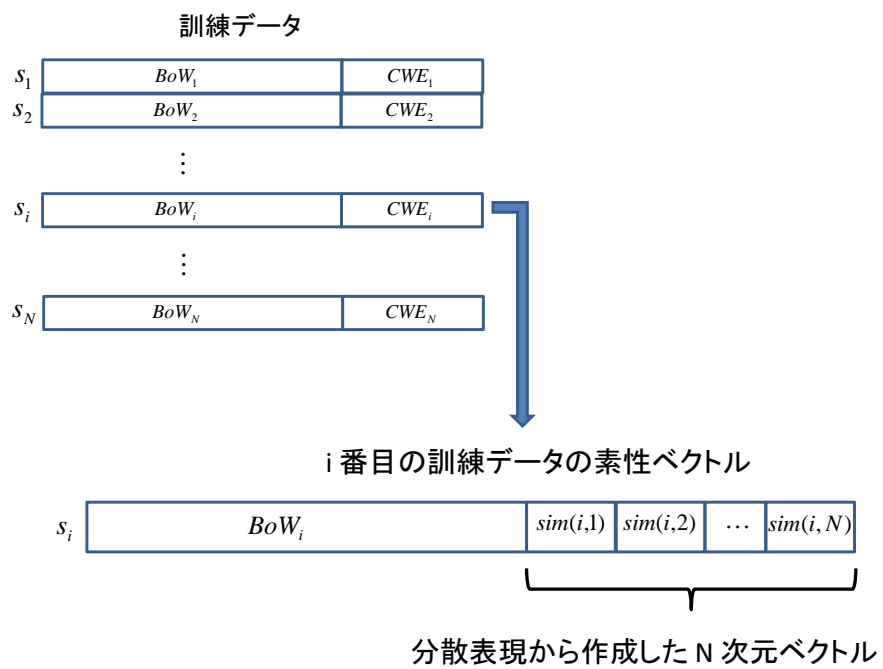 訓練データ
s1 BoW1 CWE1
s2 BoW2 CWE2
⋮
si BoWi CWEi
⋮
sN BoWN CWEN
i 番目の訓練データの素性ベクトル
si BoWi sim(i,1) sim(i,2) … sim(i,N)
分散表現から作成した N 次元ベクトル